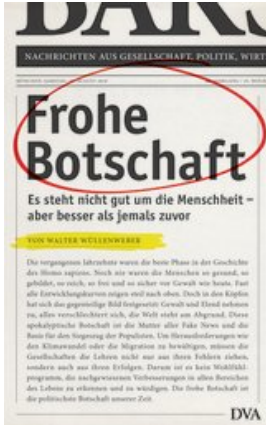 NACHRICHTEN AUS GESELLSCHAFT, POLITIK, WIRT
Frohe
Botschaft
Es steht nicht gut um die Menschheit –
aber besser als jemals zuvor
VON WALTER WÜLLENWEBER
Die vergangenen Jahrzehnte waren die beste Phase in der Geschichte
des Homo sapiens. Noch nie waren die Menschen so gesund, so
gebildet, so reich, so frei und so sicher vor Gewalt wie heute. Fast
alle Entwicklungskurven zeigen steil nach oben. Doch in den Köpfen
hat sich das gegenteilige Bild festgesetzt: Gewalt und Elend nehmen
zu, alles verschlechtert sich, die Welt steht am Abgrund. Diese
apokalyptische Botschaft ist die Mutter aller Fake News und die
Basis für den Siegeszug der Populisten. Um Herausforderungen wie
den Klimawandel oder die Migration zu bewältigen, müssen die
Gesellschaften die Lehren nicht nur aus ihren Fehlern ziehen,
sondern auch aus ihren Erfolgen. Darum ist es kein Wohlfühl-
programm, die nachgewiesenen Verbesserungen in allen Bereichen
des Lebens zu erkennen und zu würdigen. Die frohe Botschaft ist
die politischste Botschaft unserer Zeit.
DVA